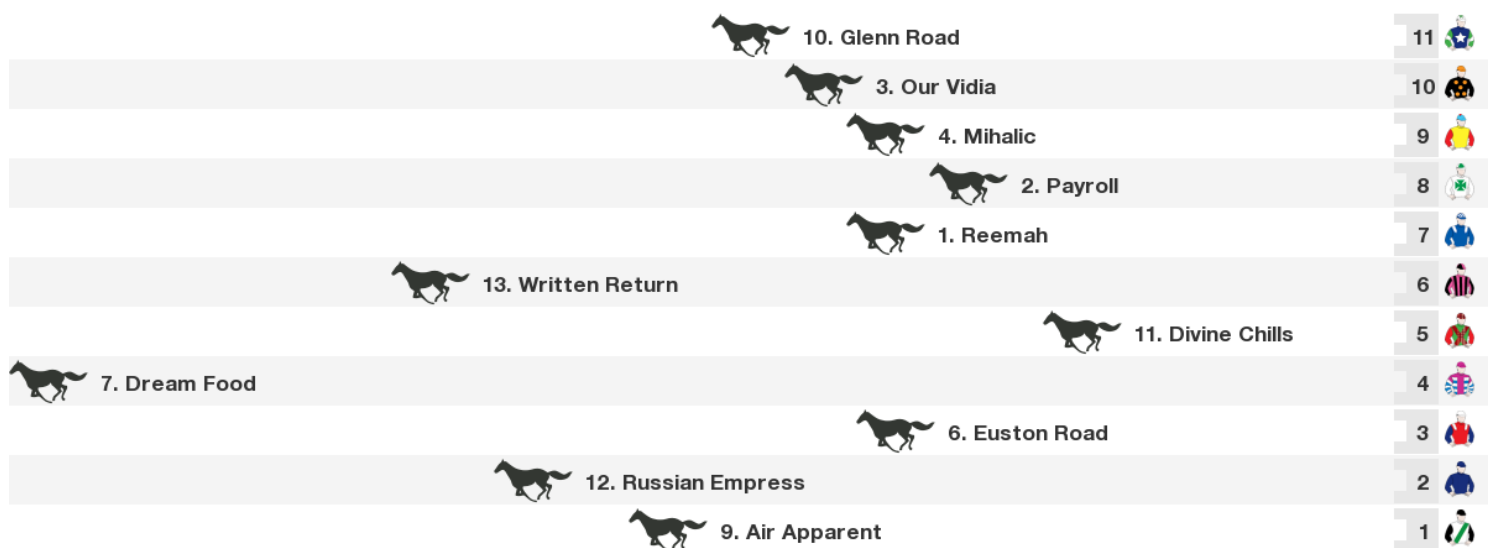 10. Glenn Road 11
3. Our Vidia 10
4. Mihalic 9
2. Payroll 8
1. Reemah 7
13. Written Return 6
11. Divine Chills 5
7. Dream Food 4
6. Euston Road 3
12. Russian Empress 2
9. Air Apparent 1